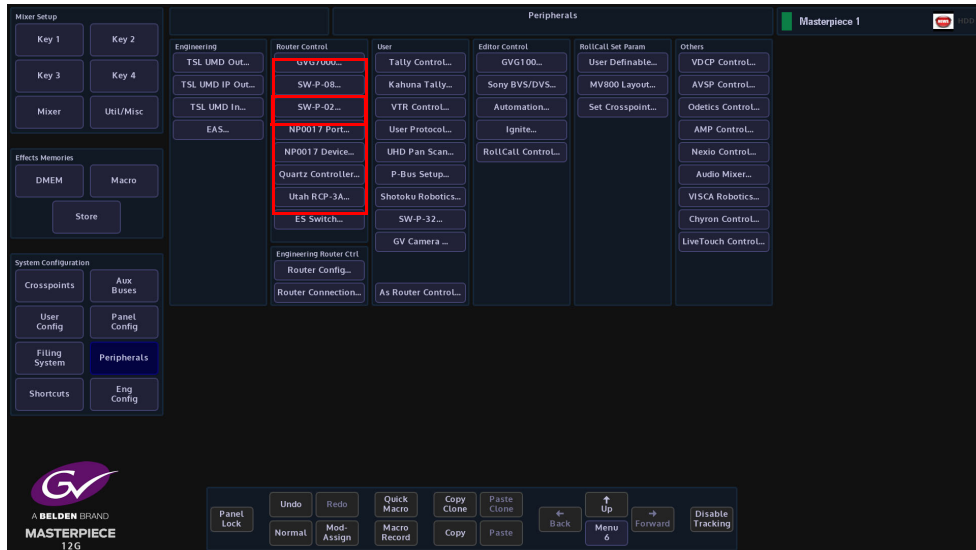 Mixer Setup
Key 1
Key 2
Key 3
Key 4
Mixer
Util/Misc
Effects Memories
DMEM
Macro
Store
System Configuration
Crosspoints
Aux
Buses
User
Config
Panel
Config
Filing
System
Peripherals
Shortcuts
Eng
Config
GV
A BELDEN BRAND
MASTERPIECE
12G
Peripherals
Engineering
TSL UMD Out...
TSL UMD IP Out...
TSL UMD In...
EAS...
Router Control
GVG7000...
SW-P-08...
SW-P-02...
NP0017 Port...
NP0017 Device...
Quartz Controller...
Utah RCP-3A...
ES Switch...
Engineering Router Ctrl
Router Config...
Router Connection...
User
Tally Control...
Kahuna Tally...
VTR Control...
User Protocol...
UHD Pan Scan...
P-Bus Setup...
Shotoku Robotics...
SW-P-32...
GV Camera ...
As Router Control...
Editor Control
GVG100...
Sony BVS/DVS...
Automation...
Ignite...
RollCall Control...
RollCall Set Param
User Definable...
MV800 Layout...
Set Crosspoint...
Others
VDCP Control...
AVSP Control...
Odetics Control...
AMP Control...
Nexio Control...
Audio Mixer...
VISCA Robotics...
Chyron Control...
LiveTouch Control...
Masterpiece 1
NEWS
HDD
Panel
Lock
Undo
Redo
Normal
Mod-
Assign
Quick
Macro
Macro
Record
Copy
Clone
Paste
Clone
Copy
Paste
←
Back
↑
Up
Menu
6
→
Forward
Disable
Tracking